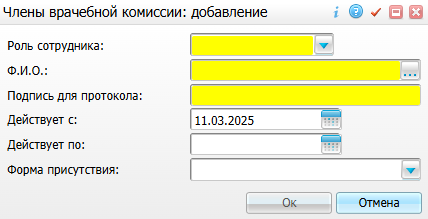 Члены врачебной комиссии: добавление
Роль сотрудника:
Ф.И.О.:
...
Подпись для протокола:
Действует с: 11.03.2025
Действует по:
Форма присутствия:
Ок Отмена